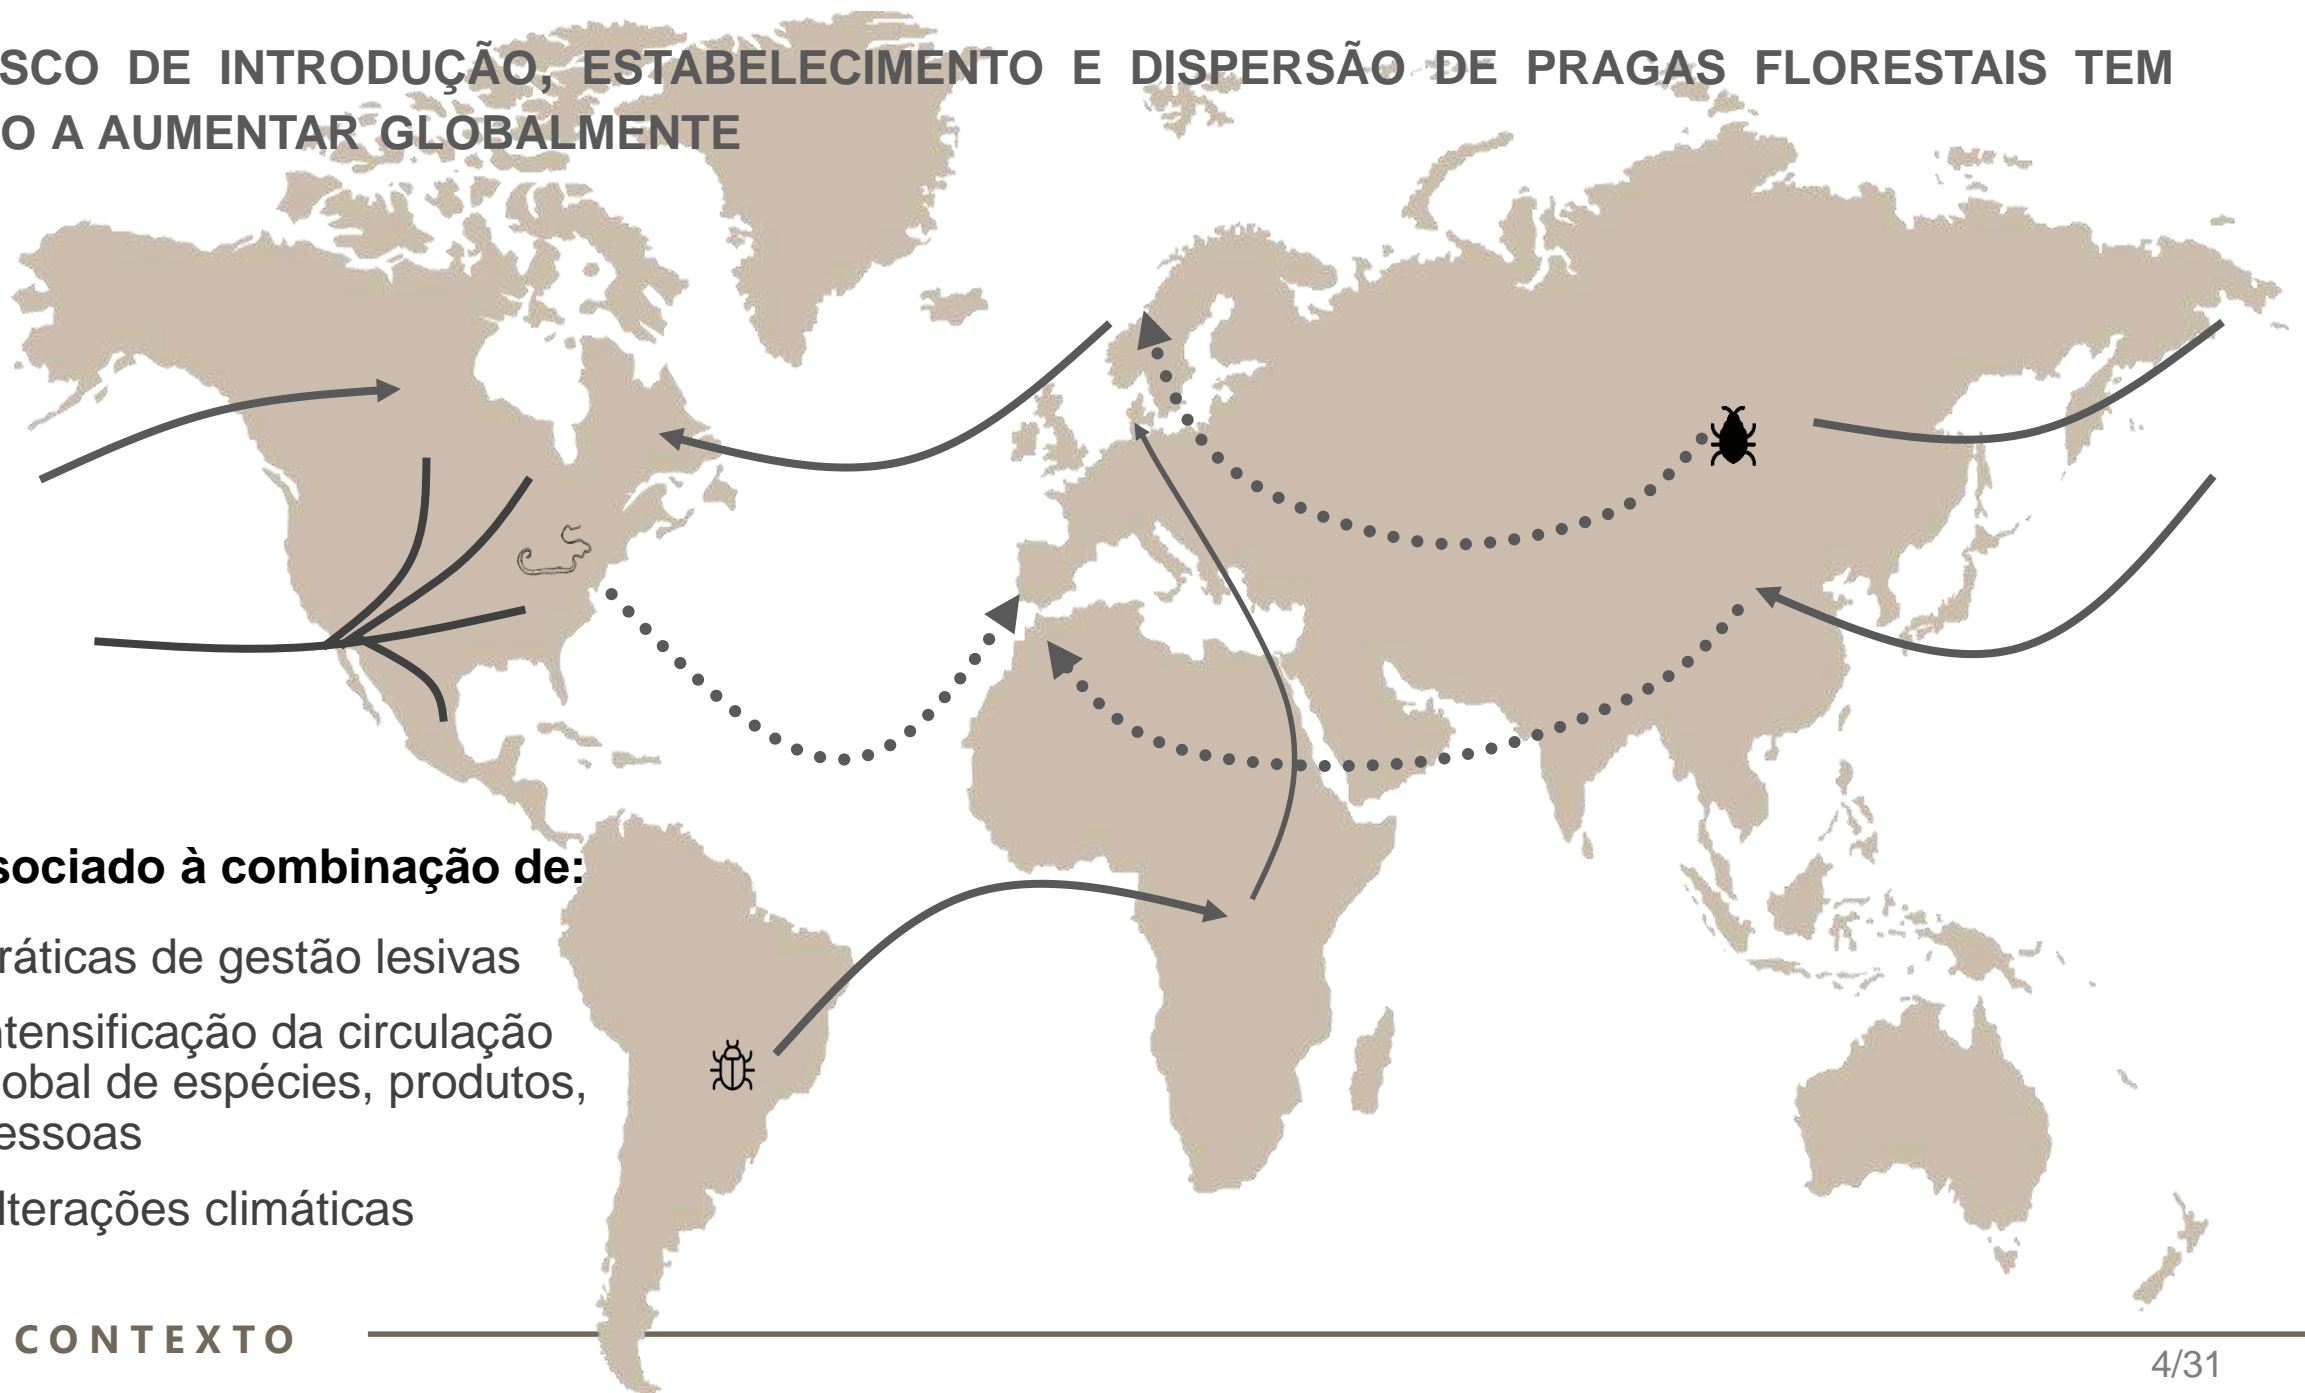 SCO DE INTRODUÇÃO, ESTABELECIMENTO E DISPERSÃO DE PRAGAS FLORESTAIS TEM
O A AUMENTAR GLOBALMENTE
sociado à combinação de:
ráticas de gestão lesivas
ntensificação da circulação
lobal de espécies, produtos,
essoas
lterações climáticas
CONTEXTO
4/31